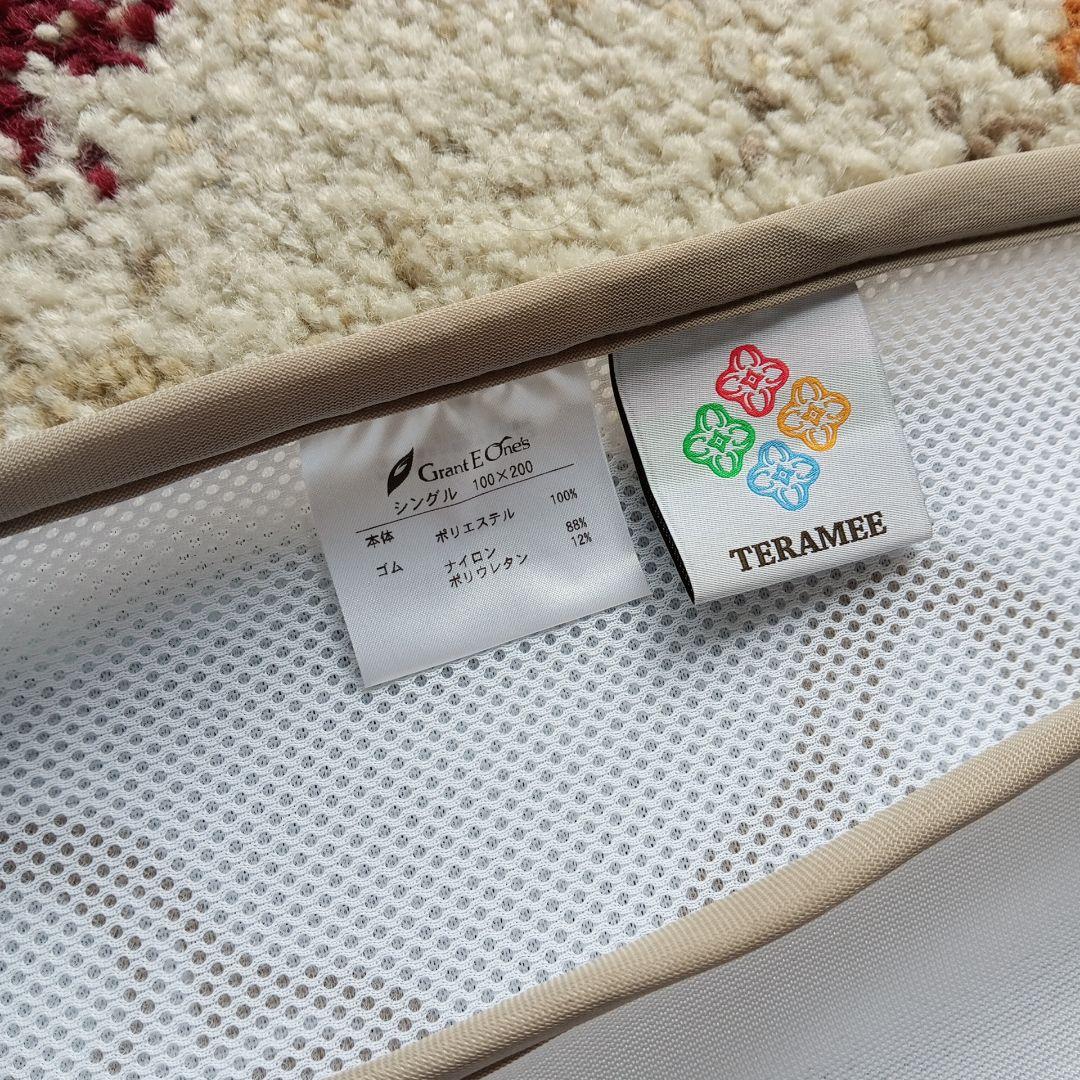 Grant E One's
シングル 100×200
本体 ポリエステル 100%
ゴム ナイロン 88%
ポリウレタン 12%
TERAMEE